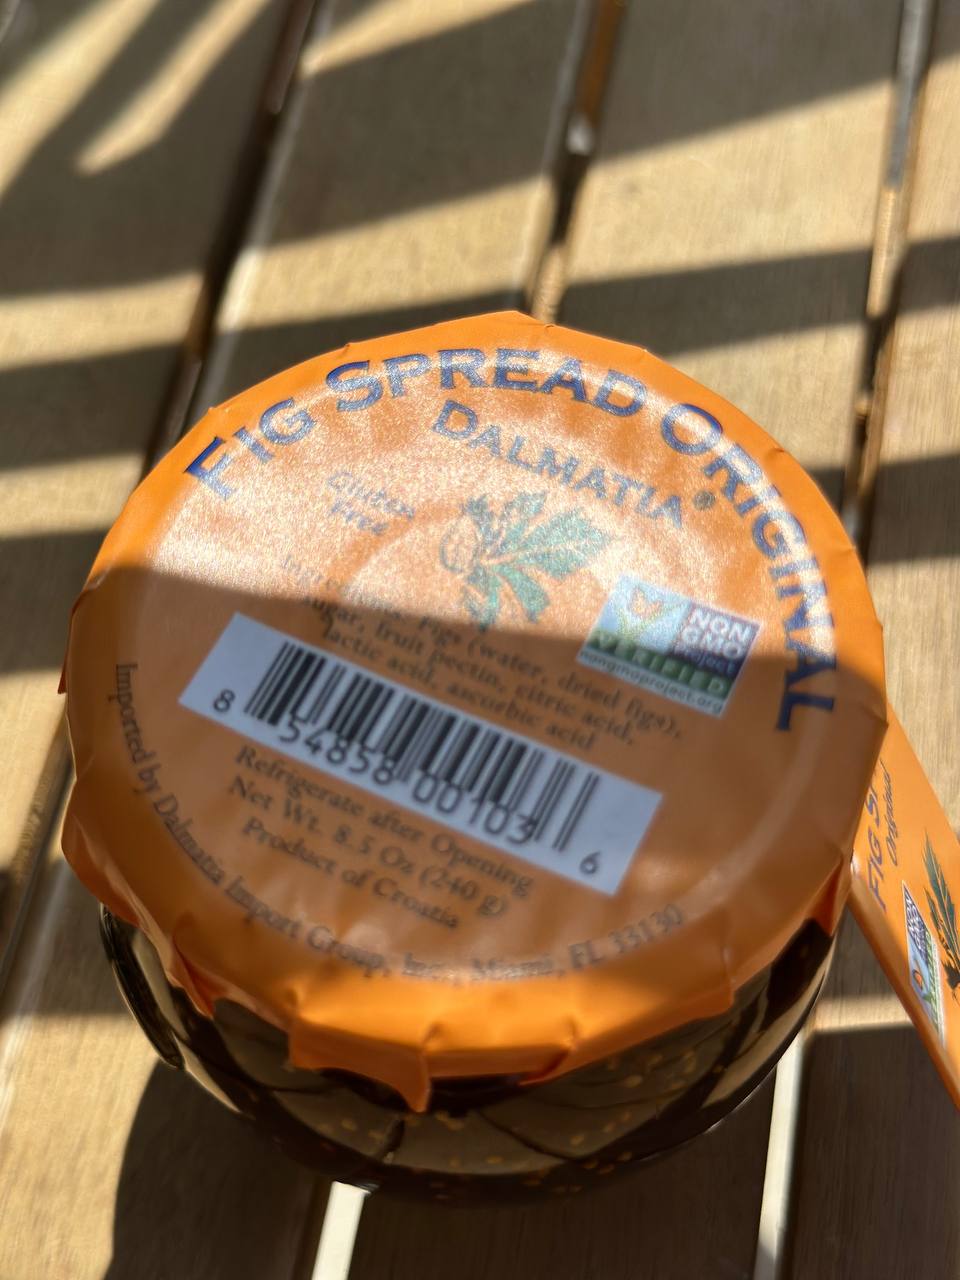 FIG SPREAD ORIGINAL
DALMATIA®
Gluten
Free
Ingredients: Figs (water, dried figs),
sugar, fruit pectin, citric acid,
lactic acid, ascorbic acid
NON
GMO
Project
VERIFIED
nongmoproject.org
8 54858 00103 6
Refrigerate after Opening
Net Wt. 8.5 Oz (240 g)
Product of Croatia
Imported by Dalmatia Import Group, Inc., Miami, FL 33130
FIG SP
Original